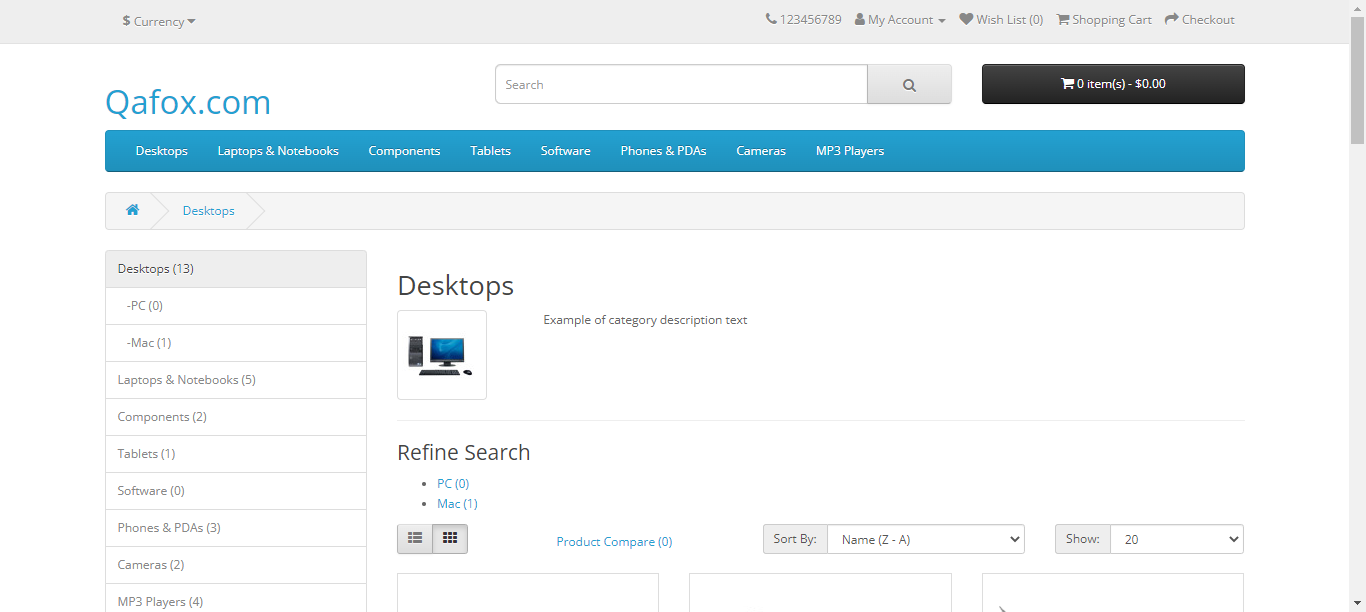 $ Currency
123456789 My Account Wish List (0) Shopping Cart Checkout
Qafox.com
Search
0 item(s) - $0.00
Desktops Laptops & Notebooks Components Tablets Software Phones & PDAs Cameras MP3 Players
Desktops
Desktops (13)
-PC (0)
-Mac (1)
Laptops & Notebooks (5)
Components (2)
Tablets (1)
Software (0)
Phones & PDAs (3)
Cameras (2)
MP3 Players (4)
Desktops
Example of category description text
Refine Search
PC (0)
Mac (1)
Product Compare (0)
Sort By: Name (Z - A)
Show: 20